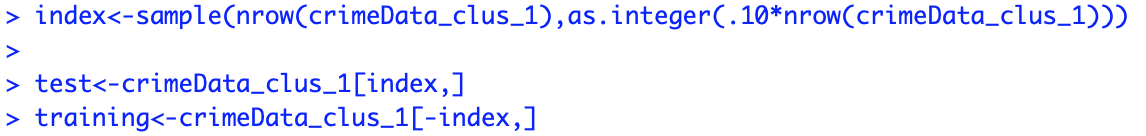 > index<-sample(nrow(crimeData_clus_1),as.integer(.10*nrow(crimeData_clus_1)))
>
> test<-crimeData_clus_1[index,]
> training<-crimeData_clus_1[-index,]